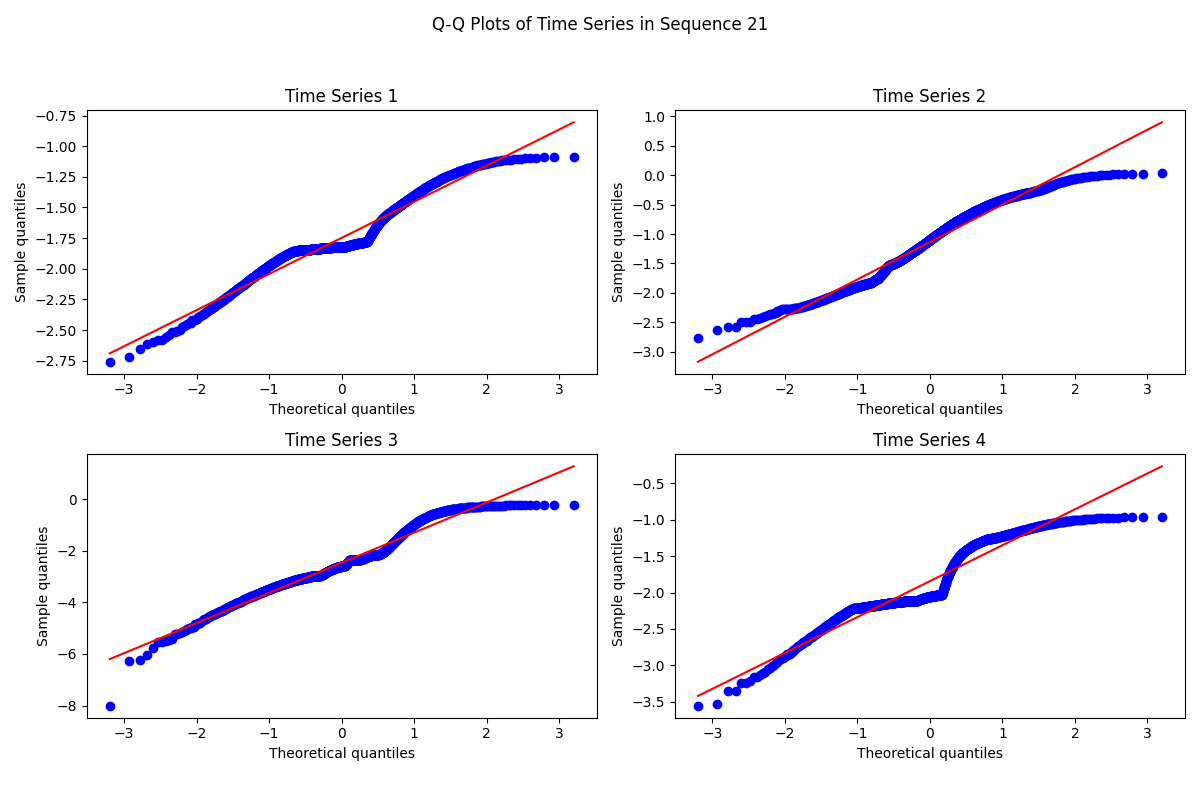 Q-Q Plots of Time Series in Sequence 21
Time Series 1
Sample quantiles
−0.75
−1.00
−1.25
−1.50
−1.75
−2.00
−2.25
−2.50
−2.75
−3 −2 −1 0 1 2 3
Theoretical quantiles
Time Series 2
Sample quantiles
1.0
0.5
0.0
−0.5
−1.0
−1.5
−2.0
−2.5
−3.0
−3 −2 −1 0 1 2 3
Theoretical quantiles
Time Series 3
Sample quantiles
0
−2
−4
−6
−8
−3 −2 −1 0 1 2 3
Theoretical quantiles
Time Series 4
Sample quantiles
−0.5
−1.0
−1.5
−2.0
−2.5
−3.0
−3.5
−3 −2 −1 0 1 2 3
Theoretical quantiles